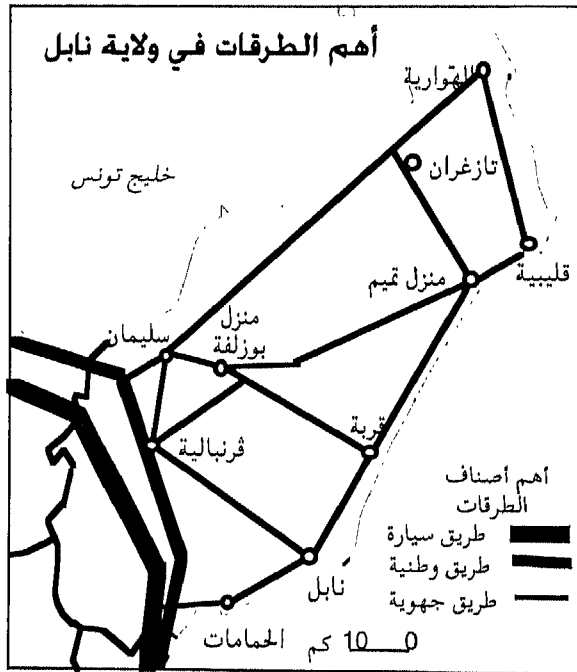 أهم الطرقات في ولاية نابل
الهوارية
تازغران
خليج تونس
قليبية
منزل تميم
منزل
بوزلفة
سليمان
ڨرنبالية
قربة
أهم أصناف
الطرقات
طريق سيارة
طريق وطنية
طريق جهوية
نابل
الحمامات
0 10 كم